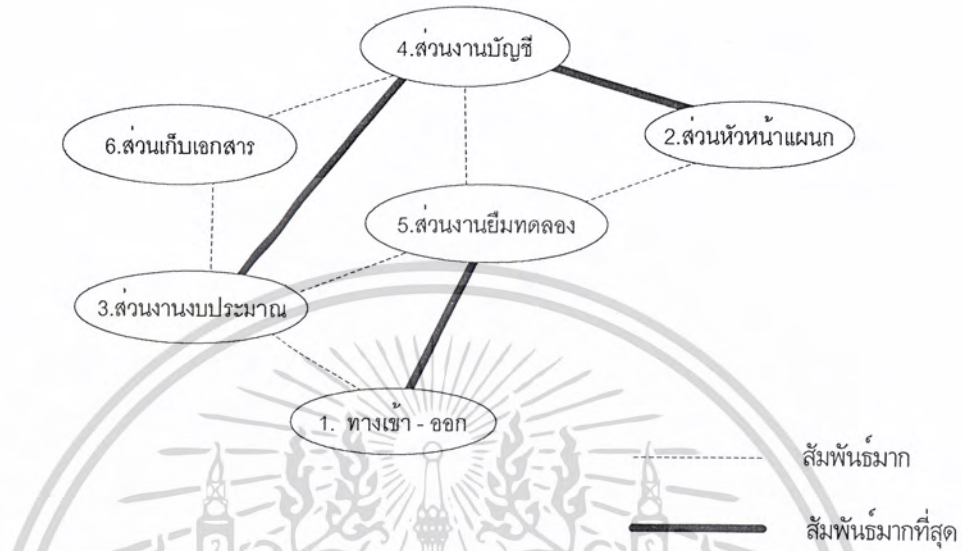 4.ส่วนงานบัญชี
6.ส่วนเก็บเอกสาร
2.ส่วนหัวหน้าแผนก
5.ส่วนงานยืมทดลอง
3.ส่วนงานงบประมาณ
1. ทางเข้า - ออก
สัมพันธ์มาก
สัมพันธ์มากที่สุด